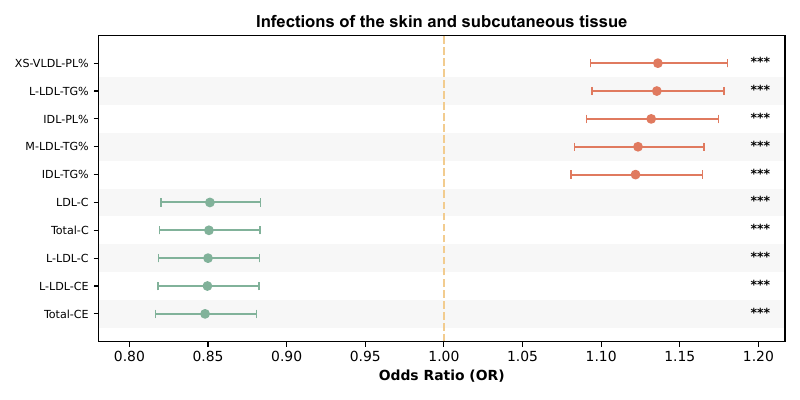 Infections of the skin and subcutaneous tissue
XS-VLDL-PL% ***
L-LDL-TG% ***
IDL-PL% ***
M-LDL-TG% ***
IDL-TG% ***
LDL-C ***
Total-C ***
L-LDL-C ***
L-LDL-CE ***
Total-CE ***
0.80 0.85 0.90 0.95 1.00 1.05 1.10 1.15 1.20
Odds Ratio (OR)